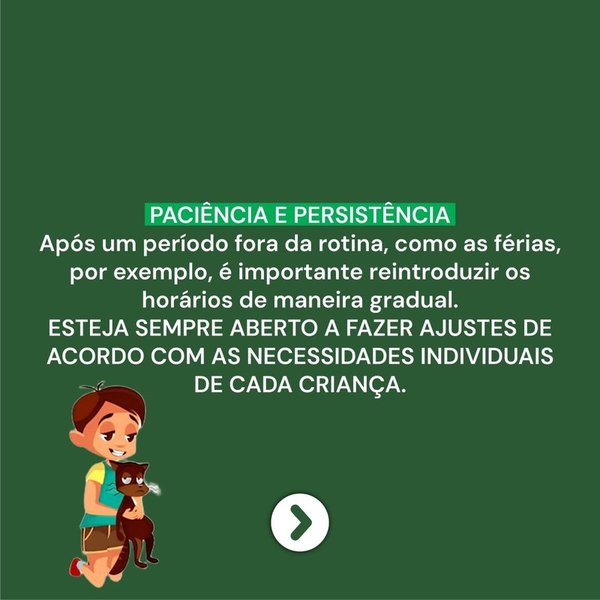 PACIÊNCIA E PERSISTÊNCIA
Após um período fora da rotina, como as férias,
por exemplo, é importante reintroduzir os
horários de maneira gradual.
ESTEJA SEMPRE ABERTO A FAZER AJUSTES DE
ACORDO COM AS NECESSIDADES INDIVIDUAIS
DE CADA CRIANÇA.